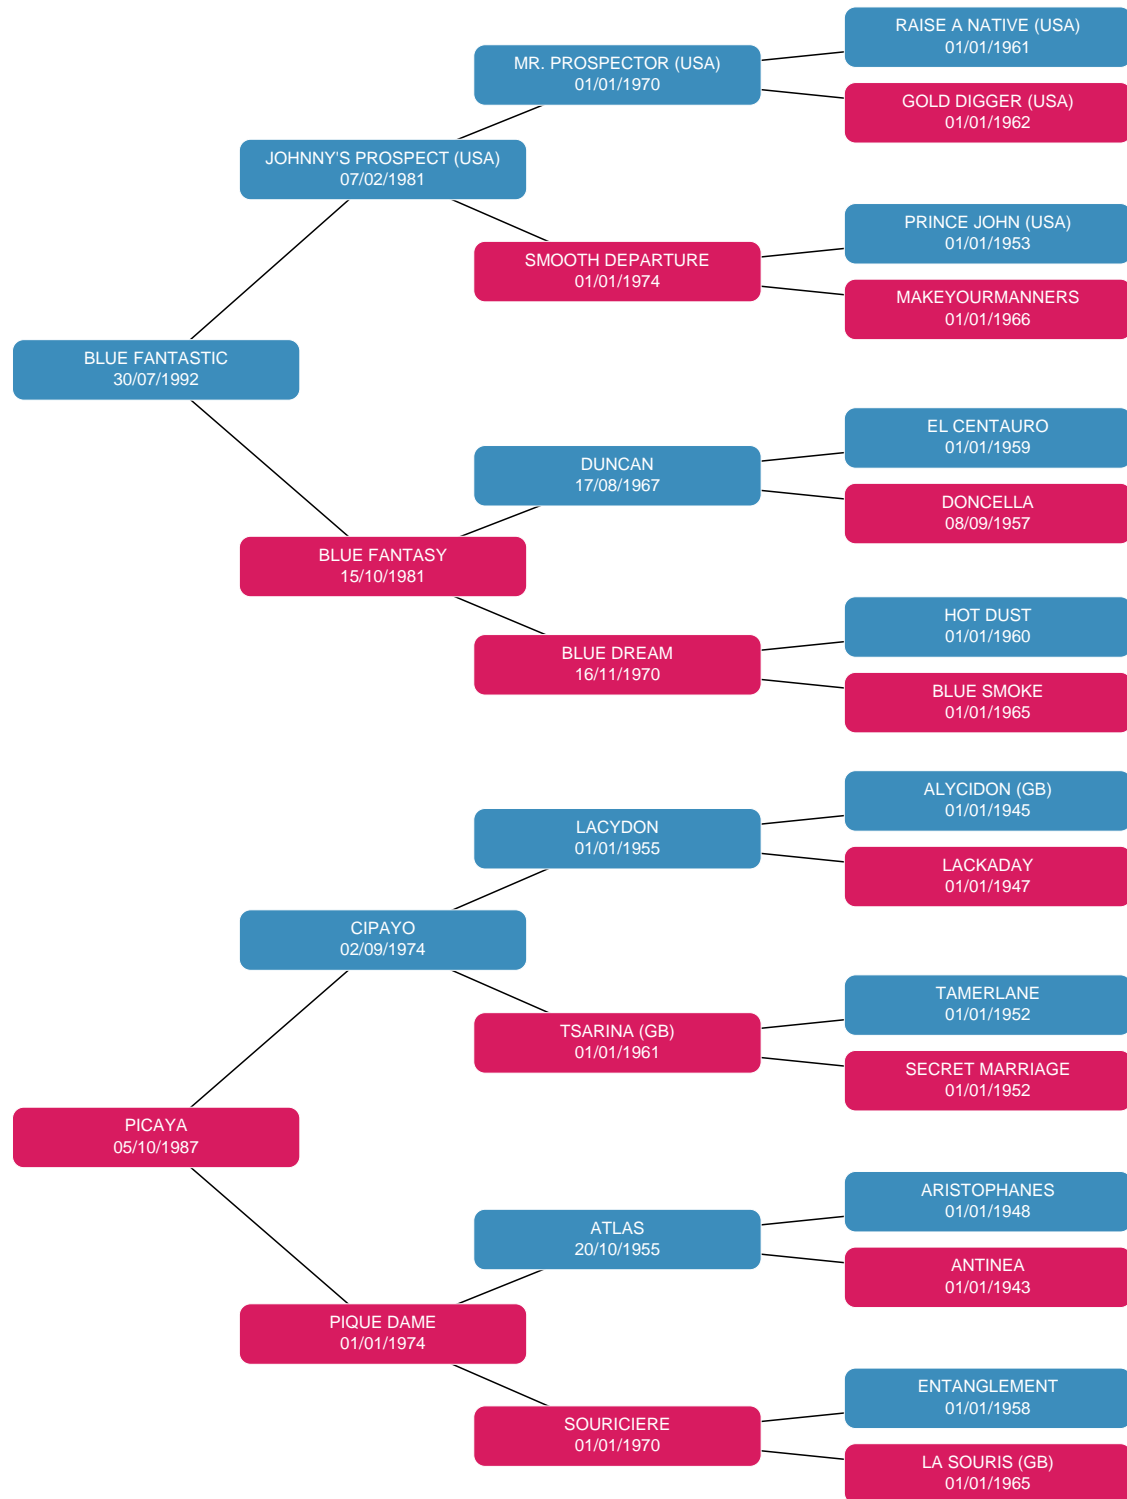 RAISE A NATIVE (USA)
01/01/1961
MR. PROSPECTOR (USA)
01/01/1970
GOLD DIGGER (USA)
01/01/1962
JOHNNY'S PROSPECT (USA)
07/02/1981
PRINCE JOHN (USA)
01/01/1953
SMOOTH DEPARTURE
01/01/1974
MAKEYOURMANNERS
01/01/1966
BLUE FANTASTIC
30/07/1992
EL CENTAURO
01/01/1959
DUNCAN
17/08/1967
DONCELLA
08/09/1957
BLUE FANTASY
15/10/1981
HOT DUST
01/01/1960
BLUE DREAM
16/11/1970
BLUE SMOKE
01/01/1965
ALYCIDON (GB)
01/01/1945
LACYDON
01/01/1955
LACKADAY
01/01/1947
CIPAYO
02/09/1974
TAMERLANE
01/01/1952
TSARINA (GB)
01/01/1961
SECRET MARRIAGE
01/01/1952
PICAYA
05/10/1987
ARISTOPHANES
01/01/1948
ATLAS
20/10/1955
ANTINEA
01/01/1943
PIQUE DAME
01/01/1974
ENTANGLEMENT
01/01/1958
SOURICIERE
01/01/1970
LA SOURIS (GB)
01/01/1965